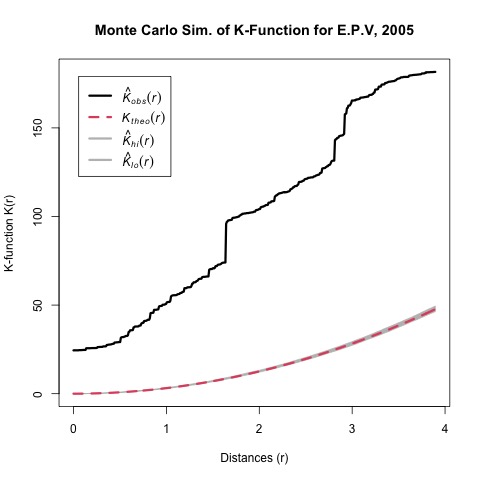 Monte Carlo Sim. of K-Function for E.P.V, 2005
K̂obs(r)
Ktheo(r)
K̂hi(r)
K̂lo(r)
K-function K(r)
150
100
50
0
0 1 2 3 4
Distances (r)